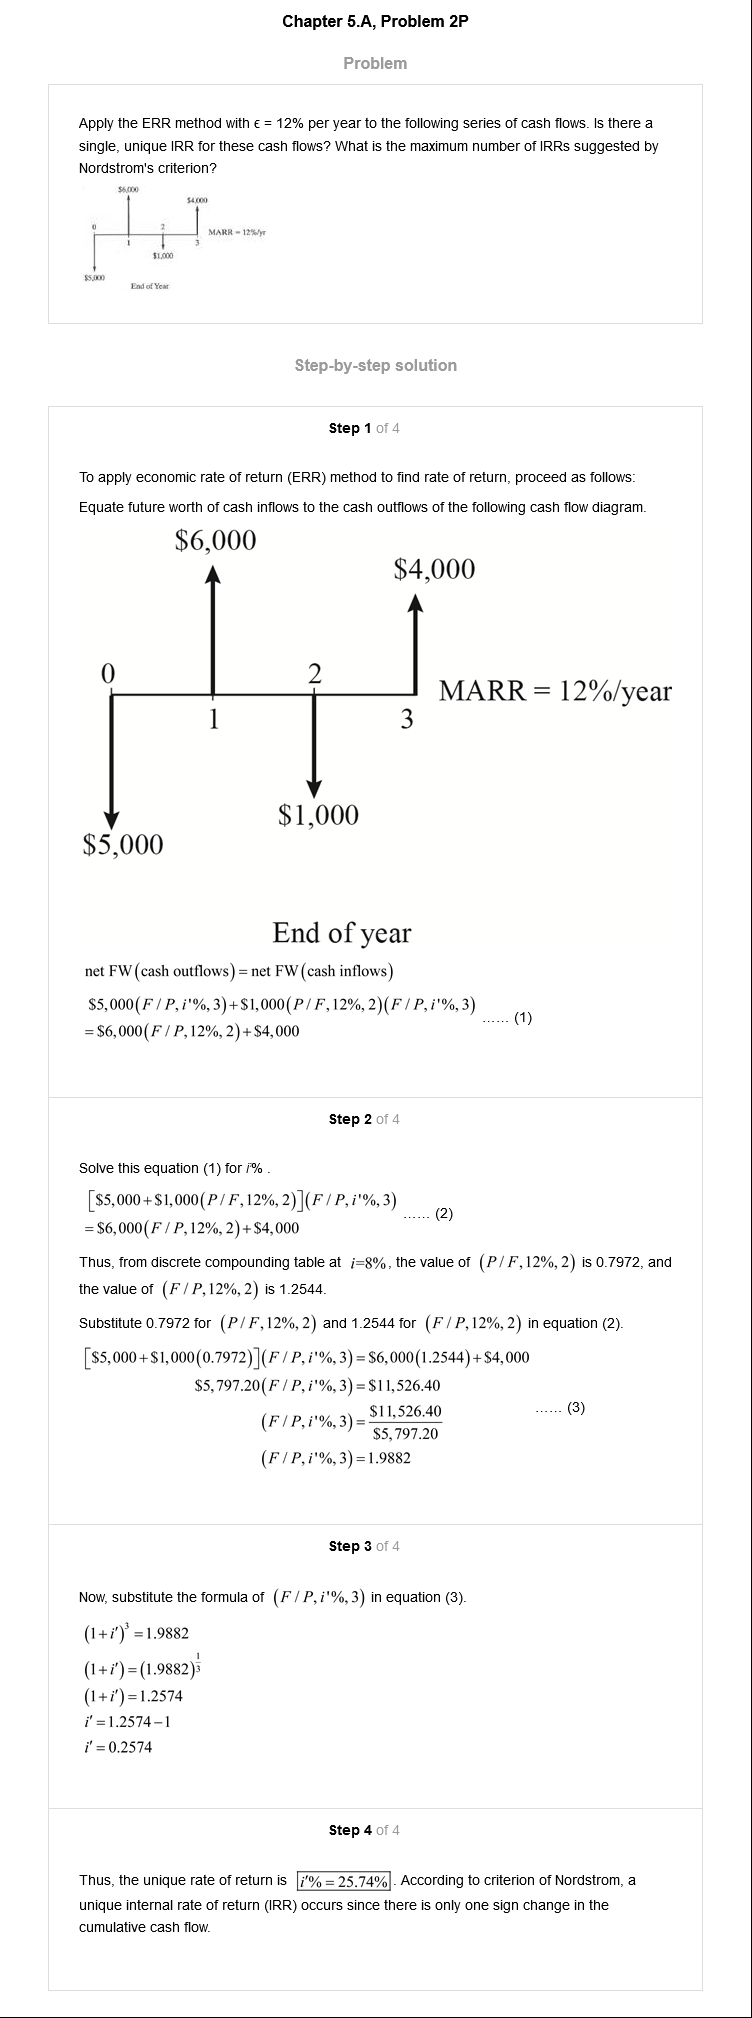 Chapter 5.A, Problem 2P
Problem
Apply the ERR method with ϵ = 12% per year to the following series of cash flows. Is there a
single, unique IRR for these cash flows? What is the maximum number of IRRs suggested by
Nordstrom's criterion?
$6,000
$4,000
0
2
MARR = 12%/yr
1
3
$1,000
$5,000
End of Year
Step-by-step solution
Step 1 of 4
To apply economic rate of return (ERR) method to find rate of return, proceed as follows:
Equate future worth of cash inflows to the cash outflows of the following cash flow diagram.
$6,000
$4,000
0
2
MARR = 12%/year
1
3
$1,000
$5,000
End of year
net FW(cash outflows) = net FW(cash inflows)
$5,000(F / P, i'%, 3)+$1,000(P / F, 12%, 2)(F / P, i'%, 3)
= $6,000(F / P, 12%, 2)+$4,000
...... (1)
Step 2 of 4
Solve this equation (1) for i'% .
[$5,000+$1,000(P / F, 12%, 2)](F / P, i'%, 3)
= $6,000(F / P, 12%, 2)+$4,000
...... (2)
Thus, from discrete compounding table at i=8%, the value of (P / F, 12%, 2) is 0.7972, and
the value of (F / P, 12%, 2) is 1.2544.
Substitute 0.7972 for (P / F, 12%, 2) and 1.2544 for (F / P, 12%, 2) in equation (2).
[$5,000+$1,000(0.7972)](F / P, i'%, 3) = $6,000(1.2544)+$4,000
$5,797.20(F / P, i'%, 3) = $11,526.40
(F / P, i'%, 3) = $11,526.40 / $5,797.20
...... (3)
(F / P, i'%, 3) = 1.9882
Step 3 of 4
Now, substitute the formula of (F / P, i'%, 3) in equation (3).
(1+i')³ = 1.9882
(1+i') = (1.9882)^(1/3)
(1+i') = 1.2574
i' = 1.2574−1
i' = 0.2574
Step 4 of 4
Thus, the unique rate of return is i'% = 25.74% . According to criterion of Nordstrom, a
unique internal rate of return (IRR) occurs since there is only one sign change in the
cumulative cash flow.